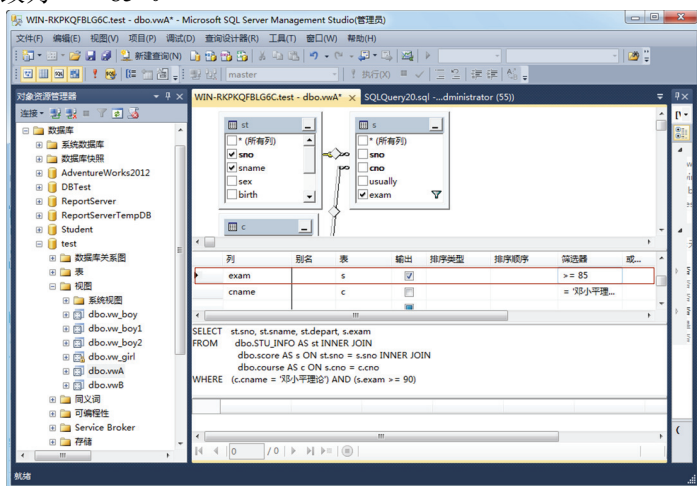 WIN-RKPKQFBLG6C.test - dbo.vwA* - Microsoft SQL Server Management Studio(管理员)
文件(F) 编辑(E) 视图(V) 项目(P) 调试(D) 查询设计器(R) 工具(T) 窗口(W) 帮助(H)
新建查询(N)
master
执行(X)
对象资源管理器
WIN-RKPKQFBLG6C.test - dbo.vwA*
SQLQuery20.sql -...dministrator (55))
连接
数据库
系统数据库
数据库快照
AdventureWorks2012
DBTest
ReportServer
ReportServerTempDB
Student
test
数据库关系图
表
视图
系统视图
dbo.vw_boy
dbo.vw_boy1
dbo.vw_boy2
dbo.vw_girl
dbo.vwA
dbo.vwB
同义词
可编程性
Service Broker
存储
st
* (所有列)
sno
sname
sex
birth
s
* (所有列)
sno
cno
usually
exam
c
列 别名 表 输出 排序类型 排序顺序 筛选器 或...
exam s >= 85
cname c = '邓小平理...
SELECT st.sno, st.sname, st.depart, s.exam
FROM dbo.STU_INFO AS st INNER JOIN
dbo.score AS s ON st.sno = s.sno INNER JOIN
dbo.course AS c ON s.cno = c.cno
WHERE (c.cname = '邓小平理论') AND (s.exam >= 90)
0 / 0
就绪